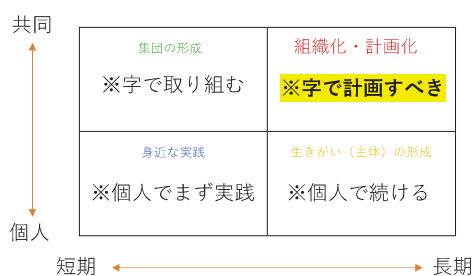 共同
集団の形成
組織化・計画化
※字で取り組む
※字で計画すべき
身近な実践
生きがい（主体）の形成
※個人でまず実践
※個人で続ける
個人
短期
長期